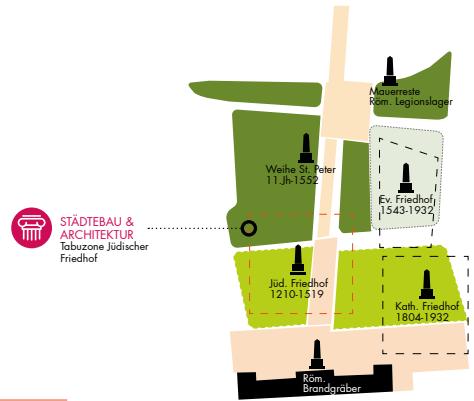 Mauerreste
Röm. Legionslager
Weihe St. Peter
11.Jh-1552
Ev. Friedhof
1543-1932
STÄDTEBAU &
ARCHITEKTUR
Tabuzone Jüdischer
Friedhof
Jüd. Friedhof
1210-1519
Kath. Friedhof
1804-1932
Röm.
Brandgräber